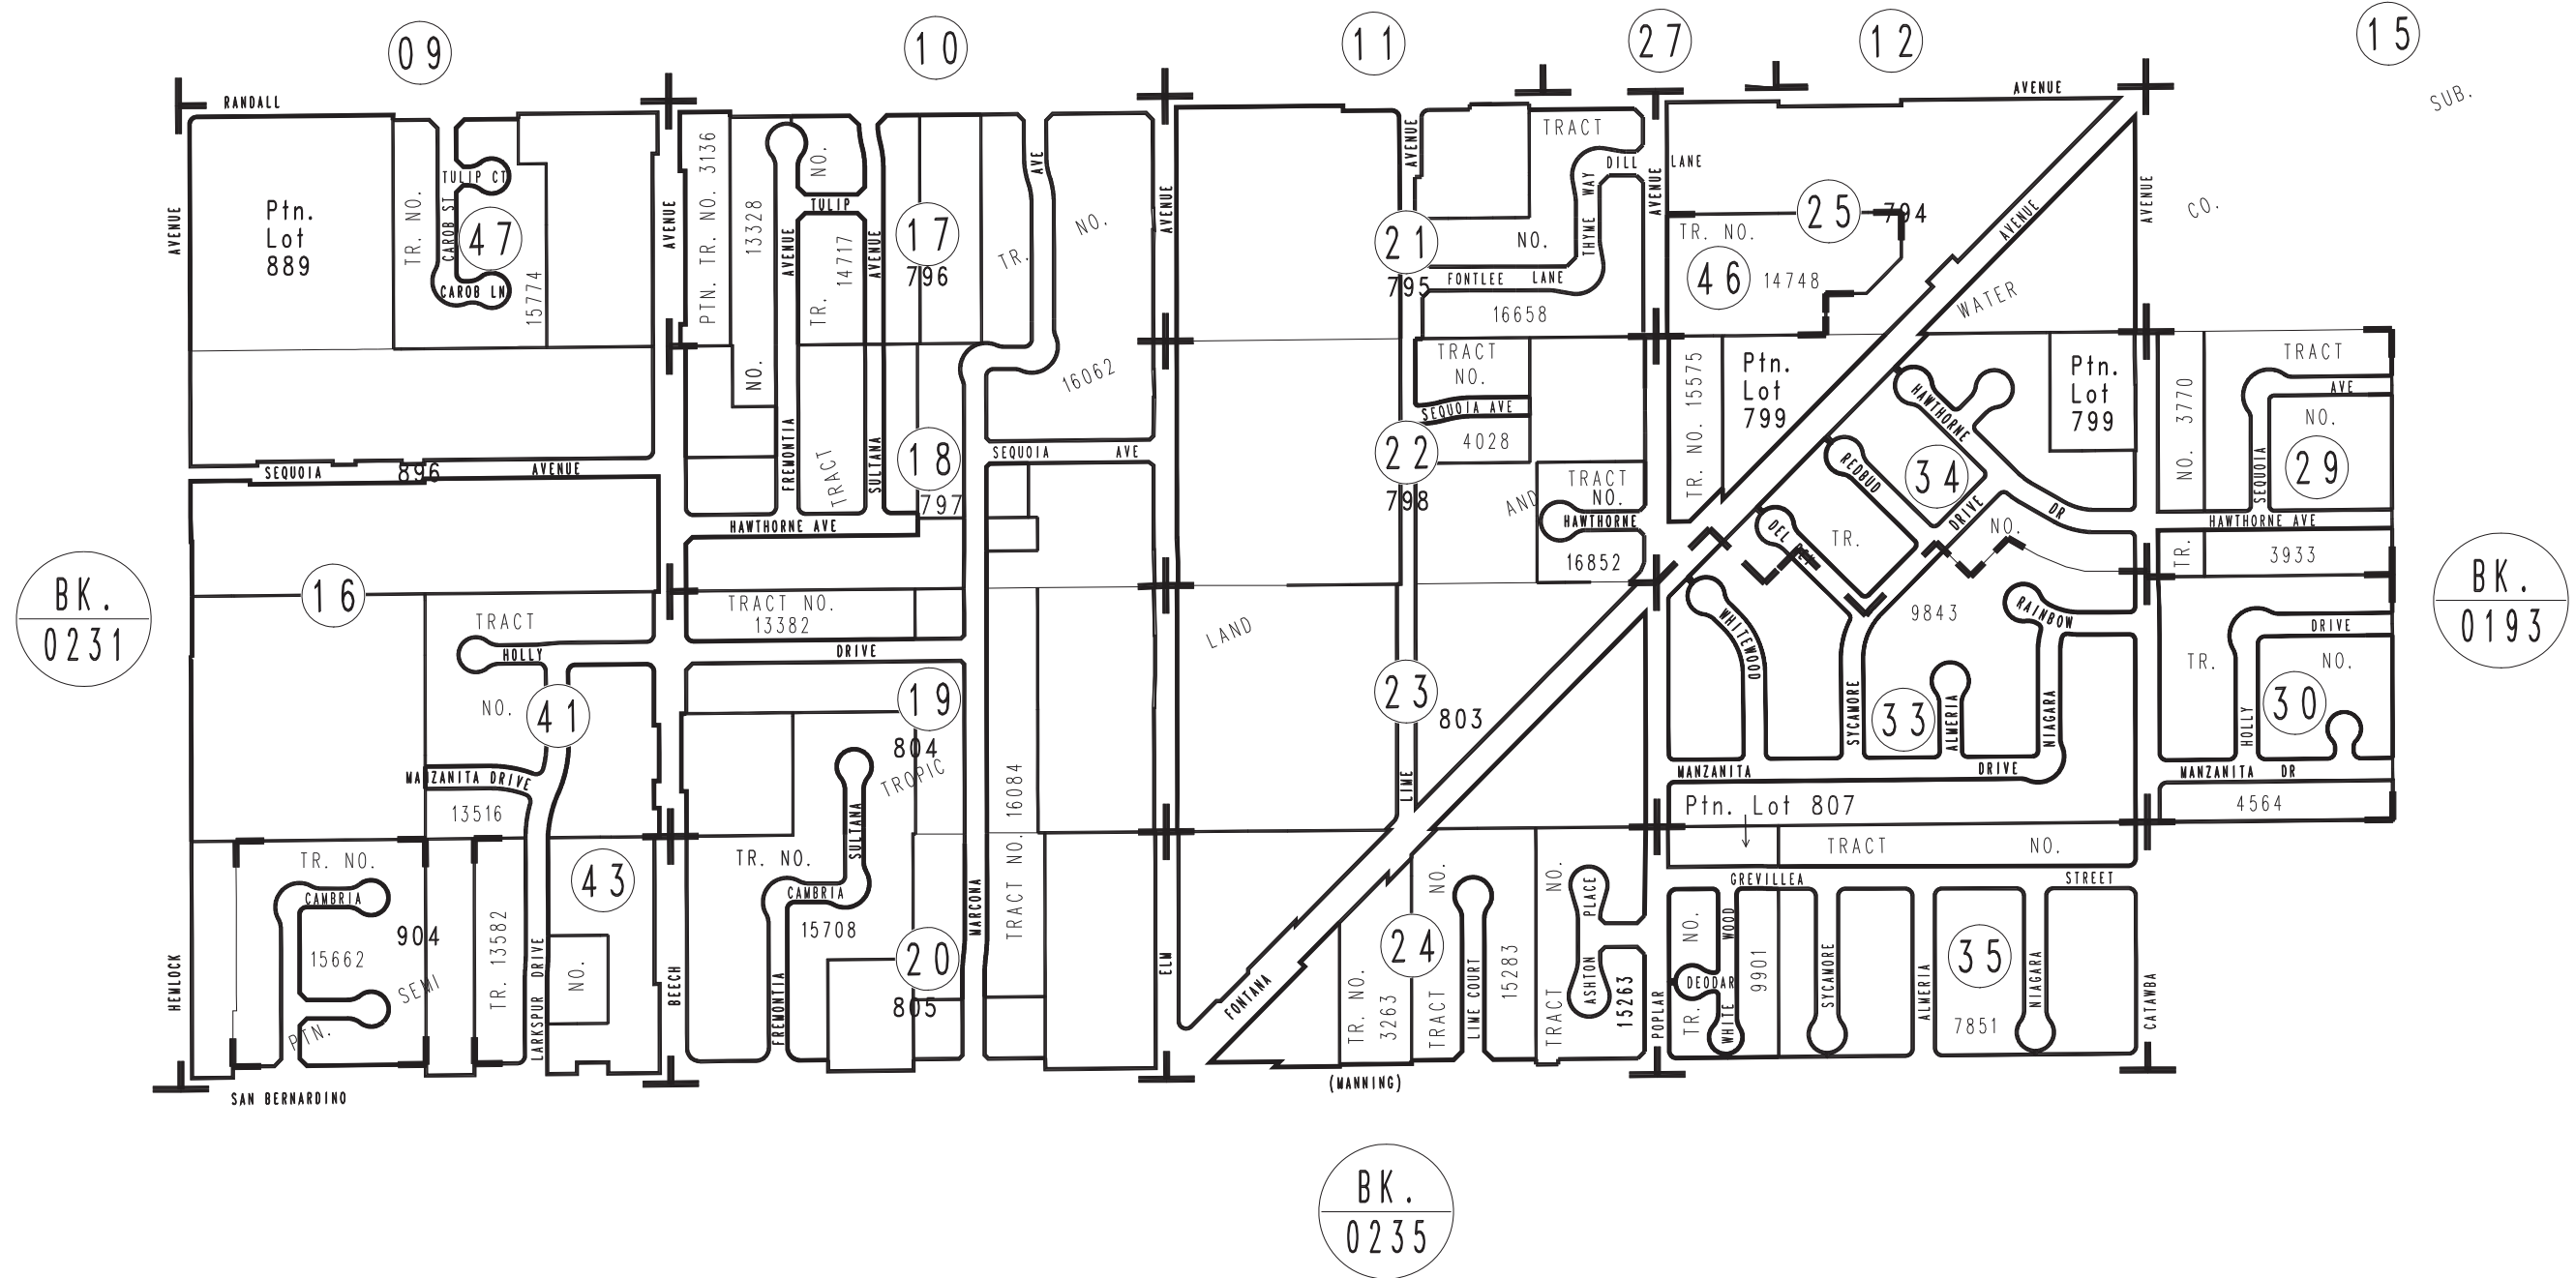 09
10
11
27
12
15
SUB.
RANDALL
AVENUE
AVENUE
Ptn.
Lot
889
TR. NO.
15774
TULIP CT
CAROB ST
CAROB LN
47
AVENUE
PTN. TR. NO. 3136
13328
NO.
AVENUE
FREMONTIA
NO.
TULIP
TR. 14717
AVENUE
SULTANA
TRACT
17
796
AVE
TR.
NO.
16062
AVENUE
21
795
AVENUE
TRACT
DILL LANE
THYME WAY
NO.
FONTLEE LANE
16658
AVENUE
25
794
TR. NO.
46
14748
AVENUE
WATER
AVENUE
CO.
SEQUOIA
896
AVENUE
18
797
SEQUOIA AVE
HAWTHORNE AVE
22
798
TRACT
NO.
SEQUOIA AVE
4028
AND
TRACT
NO.
HAWTHORNE
16852
TR. NO. 15575
Ptn.
Lot
799
HAWTHORNE
REDBUD
34
DRIVE
DR
NO.
TR.
Ptn.
Lot
799
NO. 3770
TRACT
AVE
NO.
SEQUOIA
29
HAWTHORNE AVE
TR.
3933
BK.
0231
BK.
0193
16
TRACT
HOLLY
NO.
41
MANZANITA DRIVE
13516
TRACT NO.
13382
DRIVE
19
804
TROPIC
LAND
23
803
LIME
WHITEWOOD
9843
SYCAMORE
33
ALMERIA
RAINBOW
NIAGARA
MANZANITA
DRIVE
Ptn. Lot 807
TR.
DRIVE
NO.
HOLLY
30
MANZANITA DR
4564
TRACT
NO.
GREVILLEA
STREET
TR. NO.
CAMBRIA
15662
904
SEMI
PTN.
HEMLOCK
TR. 13582
LARKSPUR DRIVE
43
NO.
BEECH
TR. NO.
SULTANA
CAMBRIA
15708
FREMONTIA
20
805
MARCONA
TRACT NO. 16084
ELM
FONTANA
TR. NO.
3263
24
NO.
TRACT
LIME COURT
15283
NO.
TRACT
PLACE
ASHTON
15263
POPLAR
NO.
TR.
WOOD
DEODAR
WHITE
9901
SYCAMORE
ALMERIA
35
7851
NIAGARA
CATAWBA
SAN BERNARDINO
(MANNING)
BK.
0235